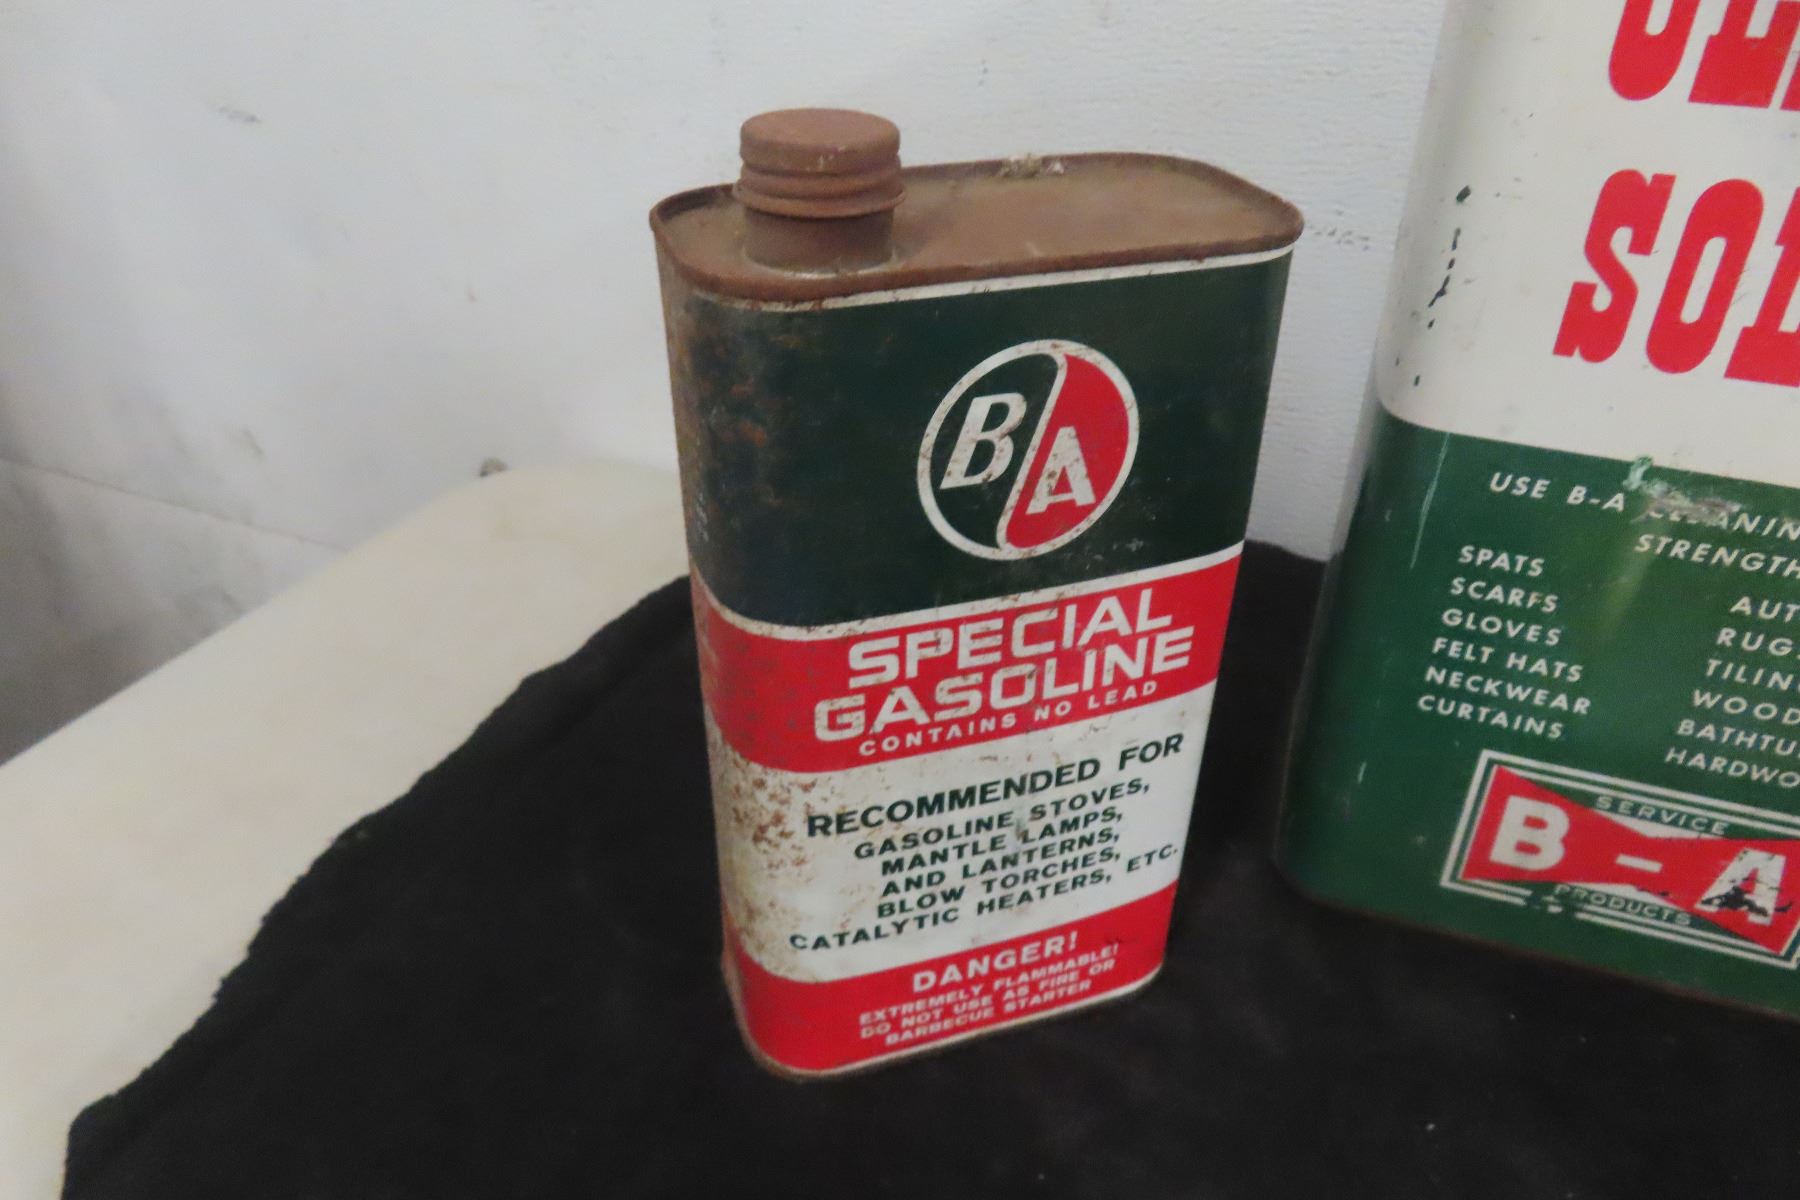 B A
SPECIAL
GASOLINE
CONTAINS NO LEAD
RECOMMENDED FOR
GASOLINE STOVES,
MANTLE LAMPS,
AND LANTERNS,
BLOW TORCHES,
CATALYTIC HEATERS, ETC.
DANGER!
EXTREMELY FLAMMABLE!
DO NOT USE AS FIRE OR
BARBECUE STARTER
USE B-A
STRENGTH
SPATS
SCARFS
GLOVES
FELT HATS
NECKWEAR
CURTAINS
SERVICE
B-A
PRODUCTS